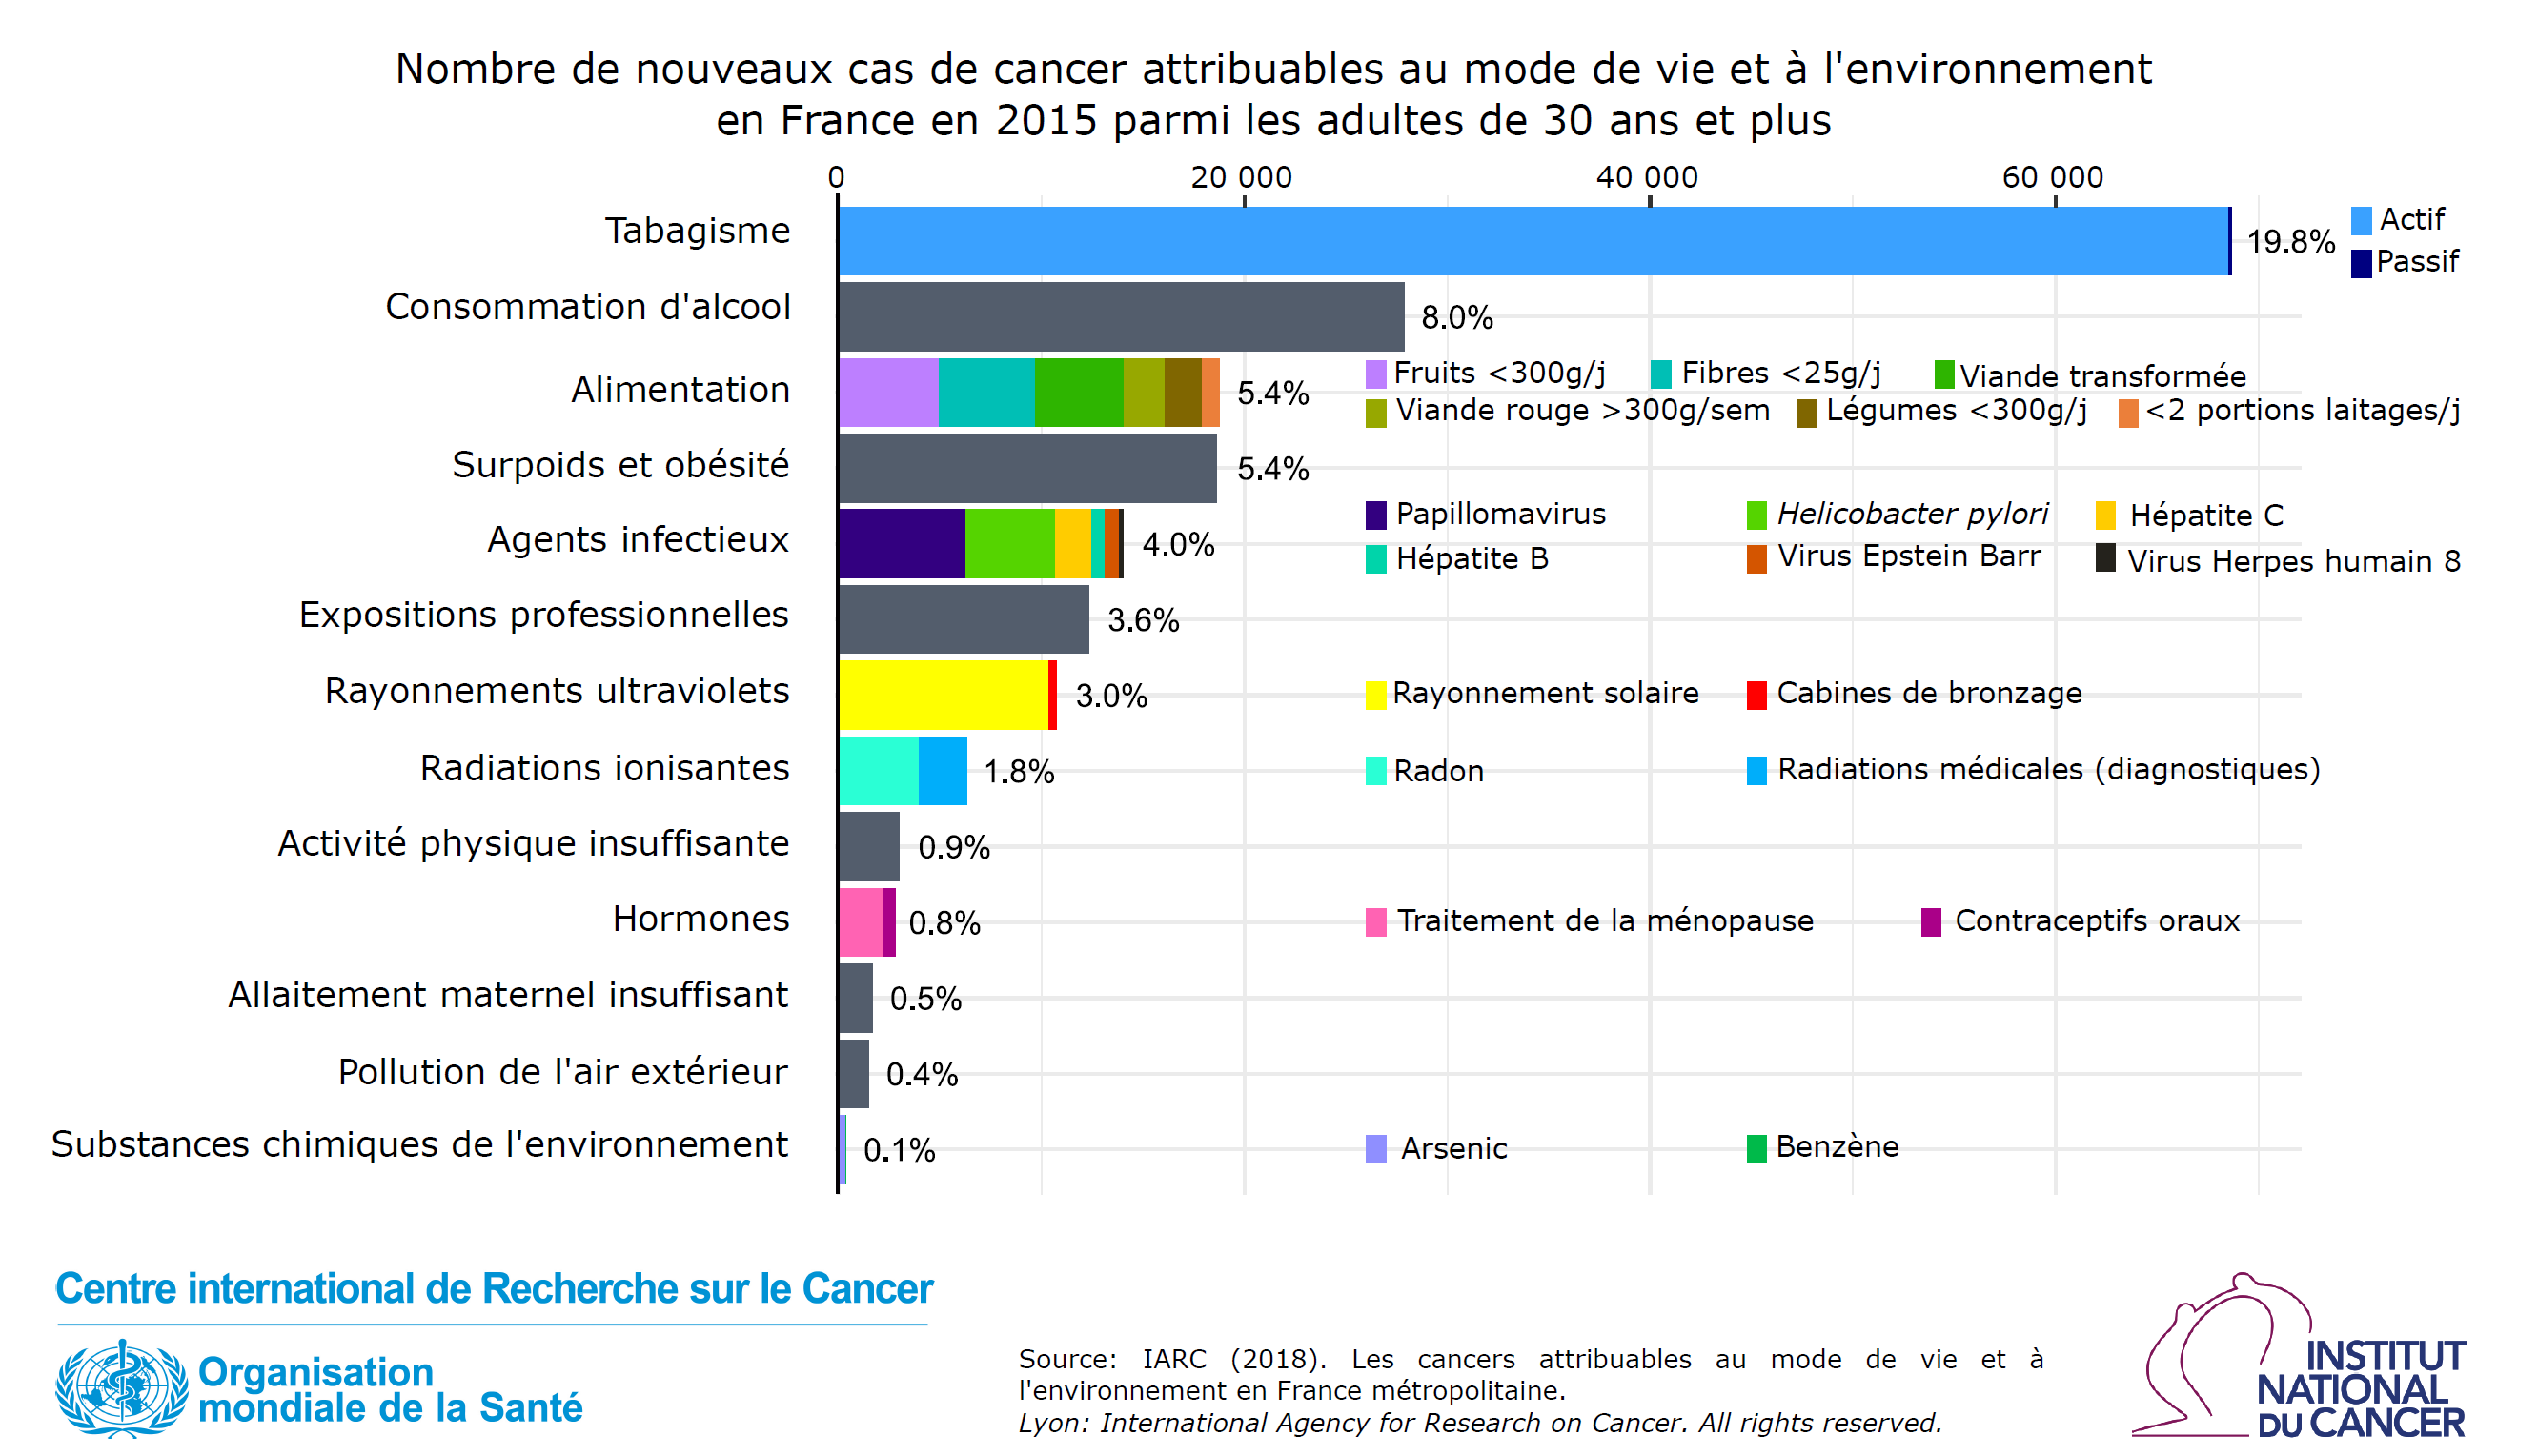 Nombre de nouveaux cas de cancer attribuables au mode de vie et à l'environnement
en France en 2015 parmi les adultes de 30 ans et plus
0 20 000 40 000 60 000
Tabagisme 19.8% Actif
Passif
Consommation d'alcool 8.0%
Alimentation 5.4% Fruits <300g/j Fibres <25g/j Viande transformée
Viande rouge >300g/sem Légumes <300g/j <2 portions laitages/j
Surpoids et obésité 5.4%
Agents infectieux 4.0% Papillomavirus Helicobacter pylori Hépatite C
Hépatite B Virus Epstein Barr Virus Herpes humain 8
Expositions professionnelles 3.6%
Rayonnements ultraviolets 3.0% Rayonnement solaire Cabines de bronzage
Radiations ionisantes 1.8% Radon Radiations médicales (diagnostiques)
Activité physique insuffisante 0.9%
Hormones 0.8% Traitement de la ménopause Contraceptifs oraux
Allaitement maternel insuffisant 0.5%
Pollution de l'air extérieur 0.4%
Substances chimiques de l'environnement 0.1% Arsenic Benzène
Centre international de Recherche sur le Cancer
Organisation
mondiale de la Santé
Source: IARC (2018). Les cancers attribuables au mode de vie et à
l'environnement en France métropolitaine.
Lyon: International Agency for Research on Cancer. All rights reserved.
INSTITUT
NATIONAL
DU CANCER